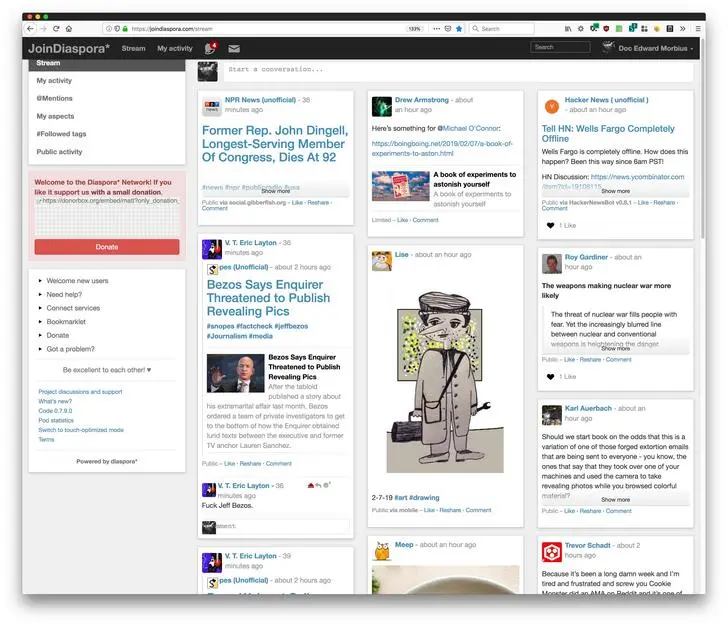 https://joindiaspora.com/stream
133%
Search
JoinDiaspora*
Stream
My activity
4
Search
Doc Edward Morbius
Stream
My activity
@Mentions
My aspects
#Followed tags
Public activity
Welcome to the Diaspora* Network! If you
like it support us with a small donation.
https://donorbox.org/embed/matt?only_donation_
Donate
Welcome new users
Need help?
Connect services
Bookmarklet
Donate
Got a problem?
Be excellent to each other! ♥
Project discussions and support
What's new?
Code 0.7.9.0
Pod statistics
Switch to touch-optimized mode
Terms
Powered by diaspora*
Start a conversation...
NPR News (unofficial) - 36
minutes ago
Former Rep. John Dingell,
Longest-Serving Member
Of Congress, Dies At 92
#news #npr #publicradio #usa
Show more
Public via social.gibberfish.org – Like · Reshare ·
Comment
V. T. Eric Layton - 36
minutes ago
pes (Unofficial) - about 2 hours ago
Bezos Says Enquirer
Threatened to Publish
Revealing Pics
#snopes #factcheck #jeffbezos
#Journalism #media
Bezos Says Enquirer
Threatened to Publish
Revealing Pics
After the tabloid
published a story about
his extramarital affair last month, Bezos
ordered a team of private investigators to get
to the bottom of how the Enquirer obtained
lurid texts between the executive and former
TV anchor Lauren Sanchez.
Public – Like · Reshare · Comment
V. T. Eric Layton - 36
minutes ago
Fuck Jeff Bezos.
mment
V. T. Eric Layton - 39
minutes ago
pes (Unofficial) - about 2 hours ago
Drew Armstrong - about
an hour ago
Here's something for @Michael O'Connor:
https://boingboing.net/2019/02/07/a-book-of-
experiments-to-aston.html
A book of experiments to
astonish yourself
A book of experiments to
astonish yourself
Limited – Like · Comment
Lise - about an hour ago
2-7-19 #art #drawing
Public via mobile – Like · Reshare · Comment
Meep - about an hour ago
Hacker News ( unofficial )
- about an hour ago
Tell HN: Wells Fargo Completely
Offline
Wells Fargo is completely offline. How does this
happen? Been this way since 6am PST!
HN Discussion: https://news.ycombinator.com
/item?id=19108115
Show more
Public via HackerNewsBot v0.8.1 – Like · Reshare ·
Comment
1 Like
Roy Gardiner - about an
hour ago
The weapons making nuclear war more
likely
The threat of nuclear war fills people with
fear. Yet the increasingly blurred line
between nuclear and conventional
weapons is heightening the danger.
Show more
Public – Like · Reshare · Comment
1 Like
Karl Auerbach - about an
hour ago
Should we start book on the odds that this is a
variation of one of those forged extortion emails
that are being sent to everyone - you know, the
ones that say that they took over one of your
machines and used the camera to take
revealing photos while you browsed colorful
material?
Show more
Public – Like · Reshare · Comment
Trevor Schadt - about 2
hours ago
Because it's been a long damn week and I'm
tired and frustrated and screw you Cookie
Monster did an AMA on Reddit and it's one of